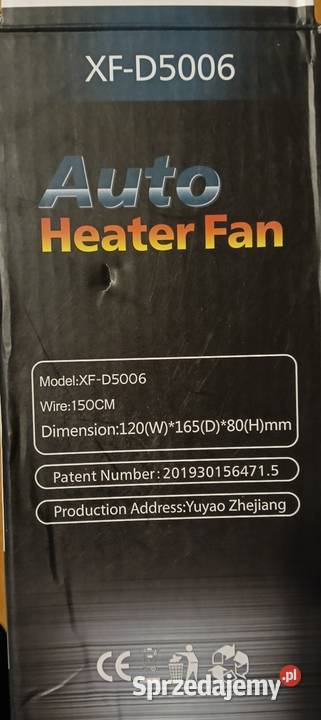 XF-D5006
Auto
Heater Fan
Model:XF-D5006
Wire:150CM
Dimension:120(W)*165(D)*80(H)mm
Patent Number:201930156471.5
Production Address:Yuyao Zhejiang
CE
Sprzedajemy.pl